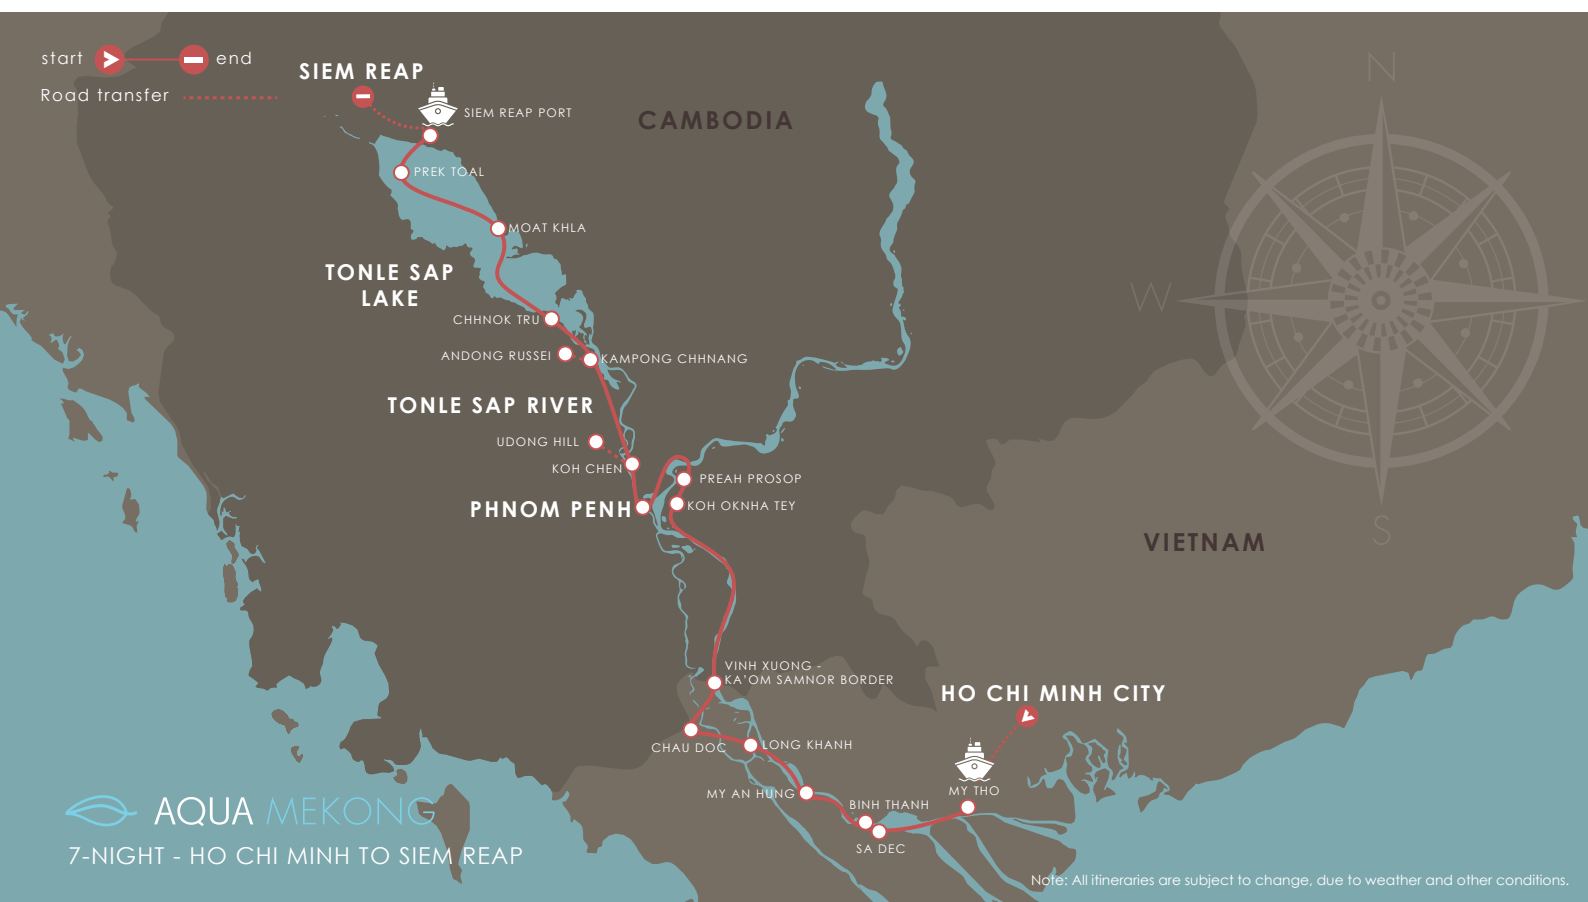 start
end
Road transfer
SIEM REAP
SIEM REAP PORT
CAMBODIA
N
PREK TOAL
MOAT KHLA
TONLE SAP
LAKE
W
CHHNOK TRU
ANDONG RUSSEI
KAMPONG CHHNANG
TONLE SAP RIVER
UDONG HILL
KOH CHEN
PREAH PROSOP
PHNOM PENH
KOH OKNHA TEY
S
VIETNAM
VINH XUONG -
KA'OM SAMNOR BORDER
HO CHI MINH CITY
CHAU DOC
LONG KHANH
MY AN HUNG
MY THO
BINH THANH
SA DEC
AQUA MEKONG
7-NIGHT - HO CHI MINH TO SIEM REAP
Note: All itineraries are subject to change, due to weather and other conditions.